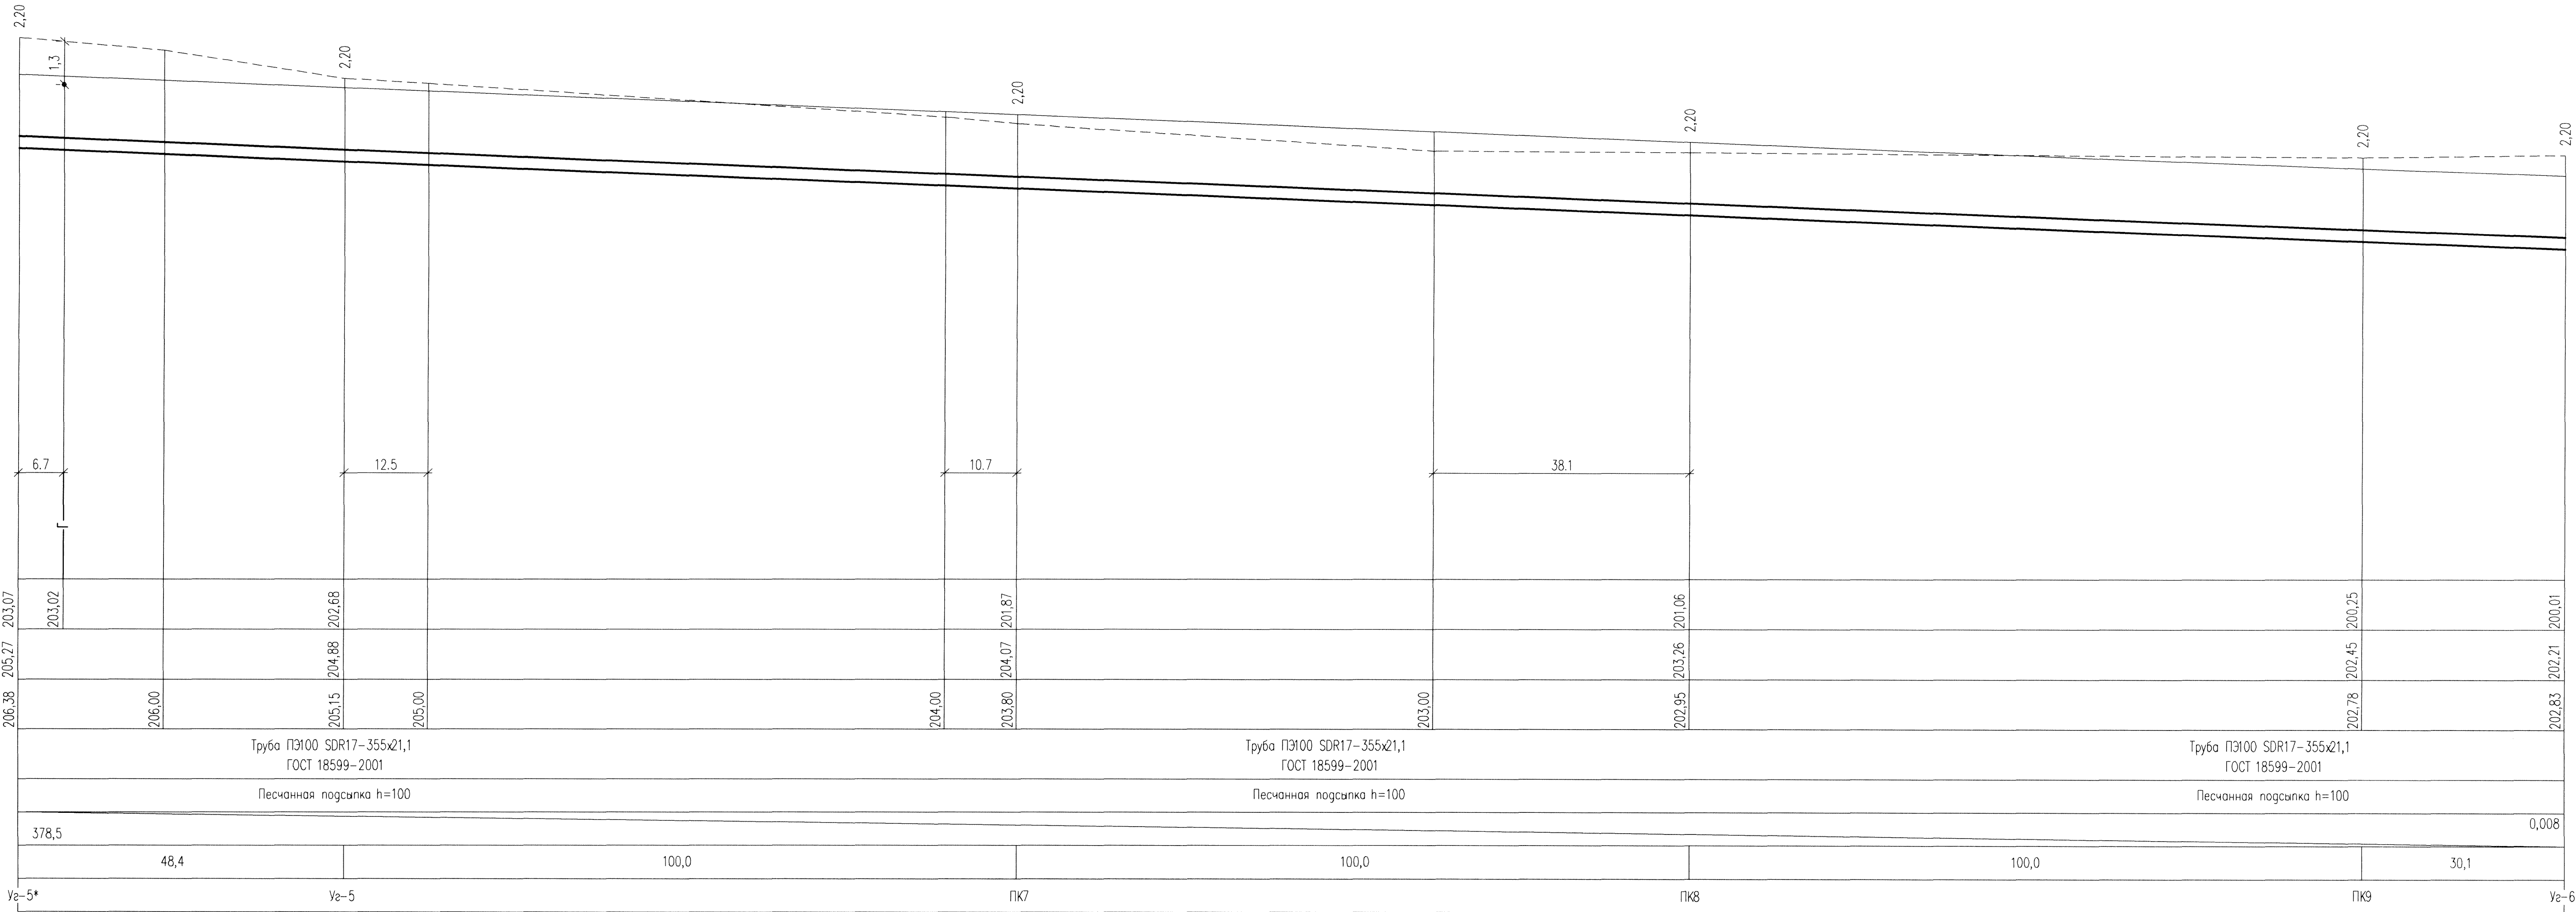 2,20
1,3
2,20
2,20
2,20
2,20
2,20
6.7
12.5
10.7
38.1
Г
203,07
203,02
202,68
201,87
201,06
200,25
200,01
205,27
204,88
204,07
203,26
202,45
202,21
206,38
206,00
205,15
205,00
204,00
203,80
203,00
202,95
202,78
202,83
Труба ПЭ100 SDR17-355х21,1
ГОСТ 18599-2001
Труба ПЭ100 SDR17-355х21,1
ГОСТ 18599-2001
Труба ПЭ100 SDR17-355х21,1
ГОСТ 18599-2001
Песчанная подсыпка h=100
Песчанная подсыпка h=100
Песчанная подсыпка h=100
378,5
0,008
48,4
100,0
100,0
100,0
30,1
Уг-5*
Уг-5
ПК7
ПК8
ПК9
Уг-6